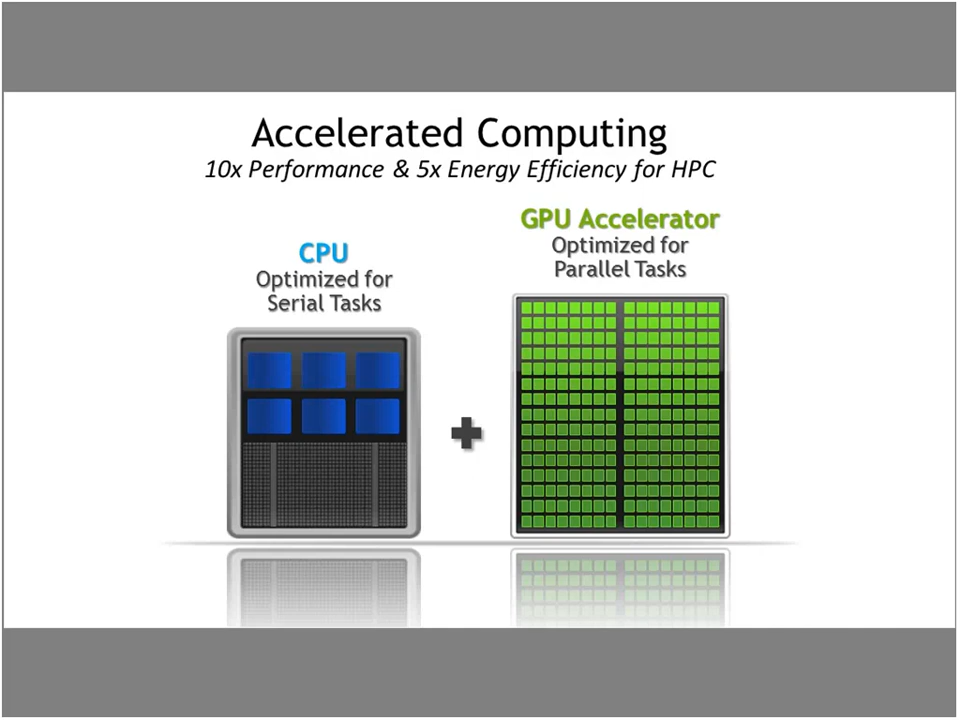 Accelerated Computing
10x Performance & 5x Energy Efficiency for HPC
CPU
Optimized for
Serial Tasks
GPU Accelerator
Optimized for
Parallel Tasks